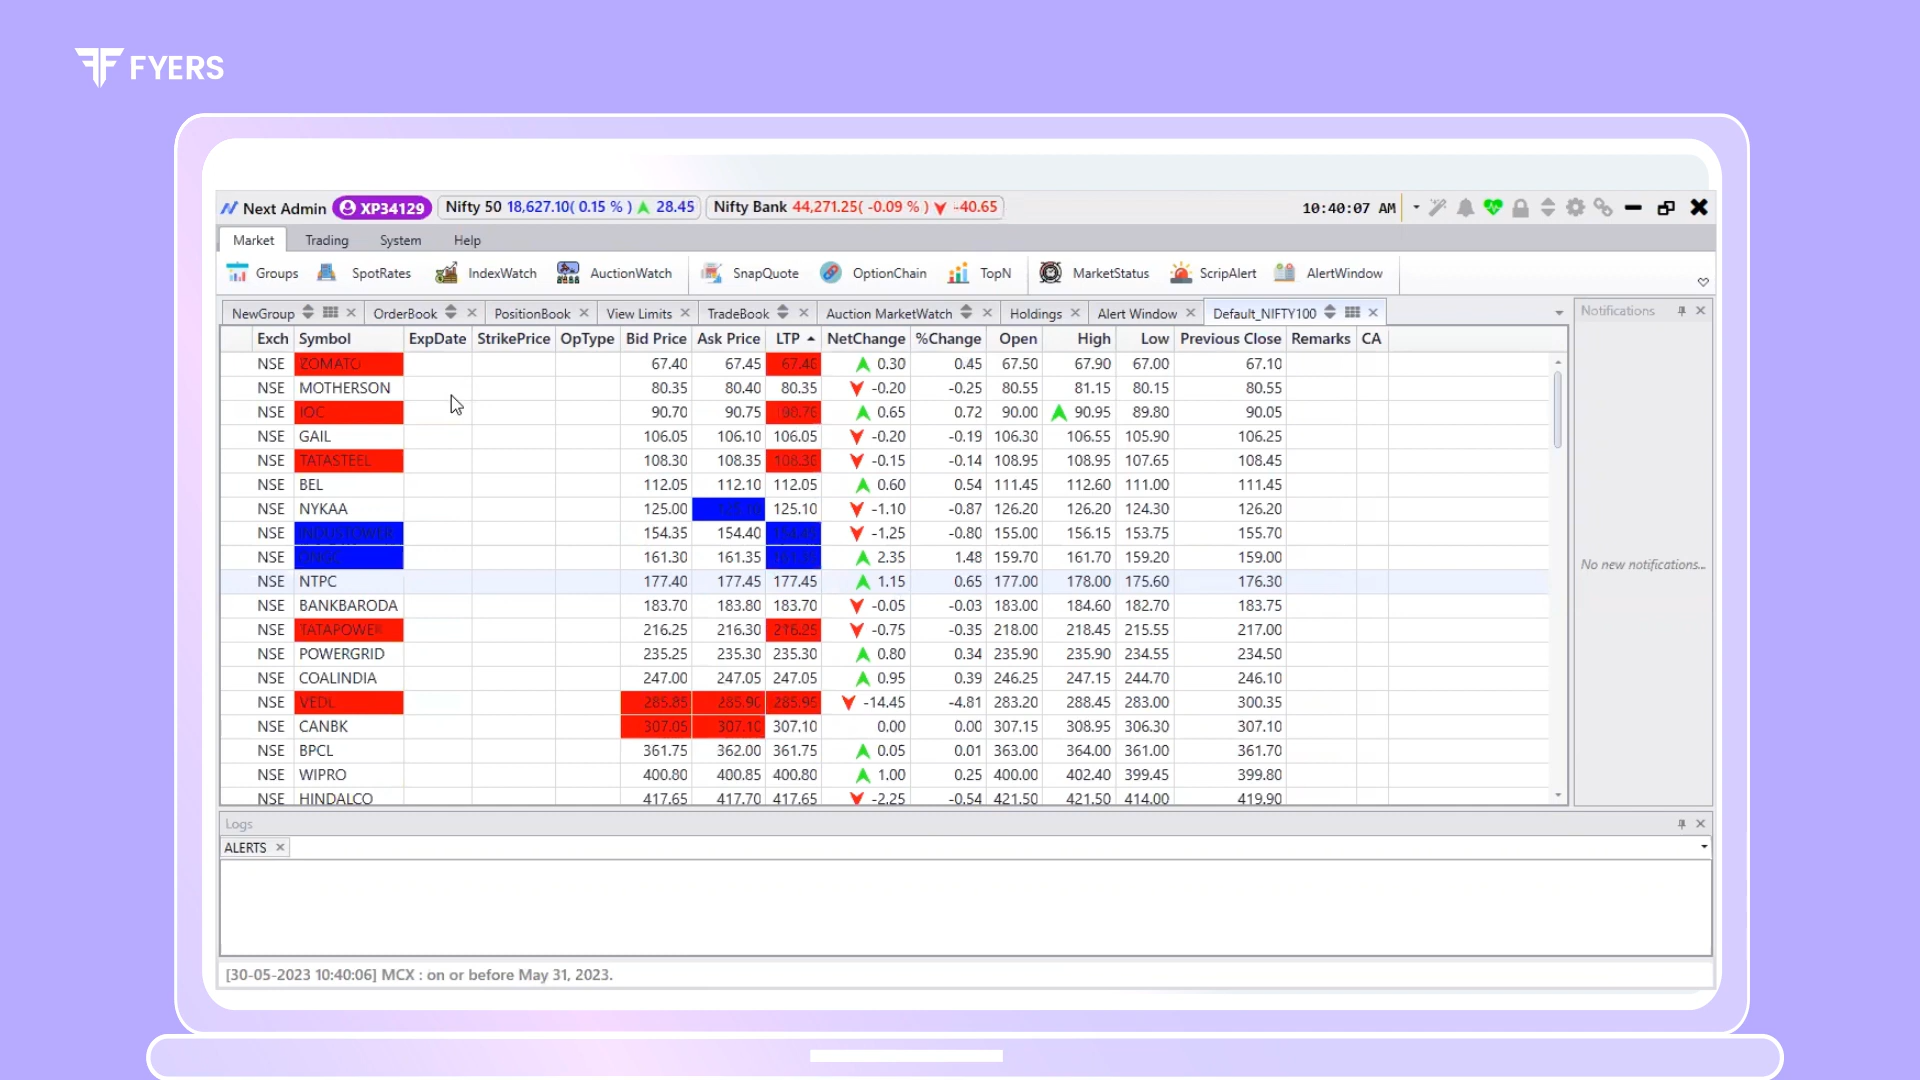 FYERS
Next Admin XP34129 Nifty 50 18,627.10( 0.15 % ) 28.45 Nifty Bank 44,271.25( -0.09 % ) -40.65 10:40:07 AM
Market Trading System Help
Groups SpotRates IndexWatch AuctionWatch SnapQuote OptionChain TopN MarketStatus ScripAlert AlertWindow
NewGroup OrderBook PositionBook View Limits TradeBook Auction MarketWatch Holdings Alert Window Default_NIFTY100 Notifications
Exch Symbol ExpDate StrikePrice OpType Bid Price Ask Price LTP NetChange %Change Open High Low Previous Close Remarks CA
NSE ZOMATO 67.40 67.45 0.30 0.45 67.50 67.90 67.00 67.10
NSE MOTHERSON 80.35 80.40 80.35 -0.20 -0.25 80.55 81.15 80.15 80.55
NSE IOC 90.70 90.75 0.65 0.72 90.00 90.95 89.80 90.05
NSE GAIL 106.05 106.10 106.05 -0.20 -0.19 106.30 106.55 105.90 106.25
NSE TATASTEEL 108.30 108.35 108.30 -0.15 -0.14 108.95 108.95 107.65 108.45
NSE BEL 112.05 112.10 112.05 0.60 0.54 111.45 112.60 111.00 111.45
NSE NYKAA 125.00 125.10 -1.10 -0.87 126.20 126.20 124.30 126.20
NSE INDUSTOWER 154.35 154.40 -1.25 -0.80 155.00 156.15 153.75 155.70
NSE ONGC 161.30 161.35 2.35 1.48 159.70 161.70 159.20 159.00
NSE NTPC 177.40 177.45 177.45 1.15 0.65 177.00 178.00 175.60 176.30
NSE BANKBARODA 183.70 183.80 183.70 -0.05 -0.03 183.00 184.60 182.70 183.75
NSE TATAPOWER 216.25 216.30 216.25 -0.75 -0.35 218.00 218.45 215.55 217.00
NSE POWERGRID 235.25 235.30 235.30 0.80 0.34 235.90 235.90 234.55 234.50
NSE COALINDIA 247.00 247.05 247.05 0.95 0.39 246.25 247.15 244.70 246.10
NSE VEDL 285.85 285.90 -14.45 -4.81 283.20 288.45 283.00 300.35
NSE CANBK 307.05 307.10 307.10 0.00 0.00 307.15 308.95 306.30 307.10
NSE BPCL 361.75 362.00 361.75 0.05 0.01 363.00 364.00 361.00 361.70
NSE WIPRO 400.80 400.85 400.80 1.00 0.25 400.00 402.40 399.45 399.80
NSE HINDALCO 417.65 417.70 417.65 -2.25 -0.54 421.50 421.50 414.00 419.90
No new notifications...
Logs
ALERTS
[30-05-2023 10:40:06] MCX : on or before May 31, 2023.